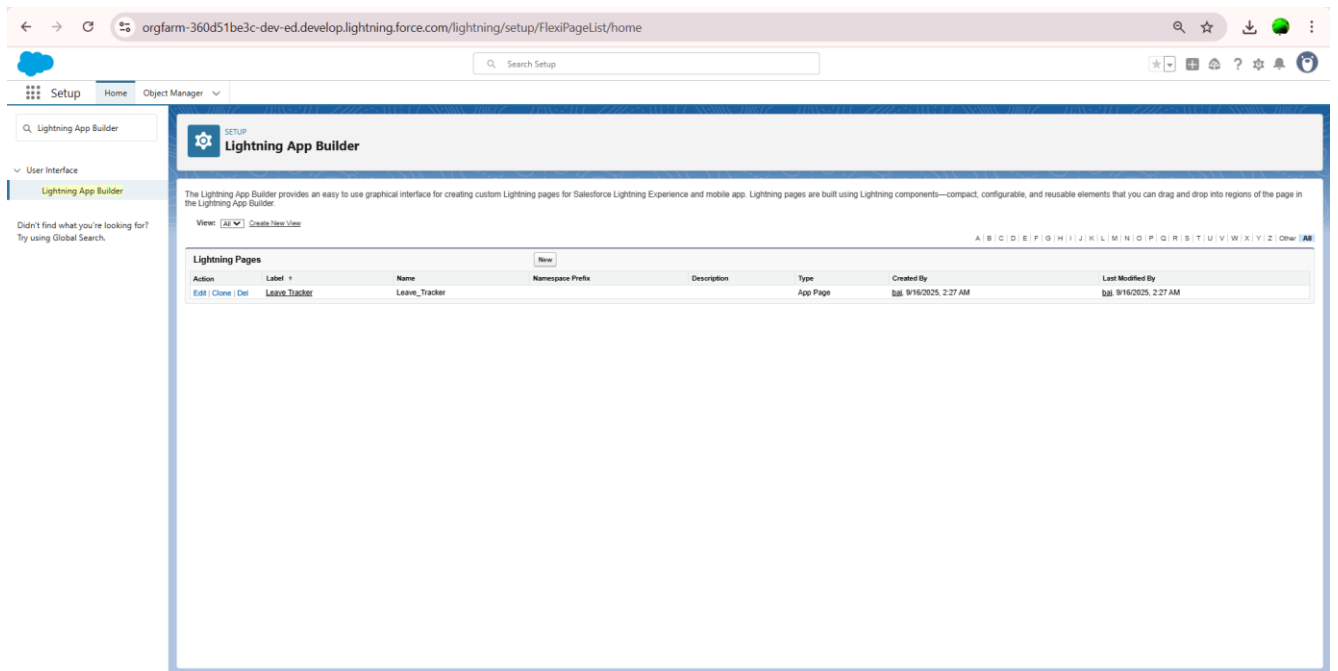 orgfarm-360d51be3c-dev-ed.develop.lightning.force.com/lightning/setup/FlexiPageList/home
Search Setup
Setup Home Object Manager
Lightning App Builder
User Interface
Lightning App Builder
Didn't find what you're looking for?
Try using Global Search.
SETUP
Lightning App Builder
The Lightning App Builder provides an easy to use graphical interface for creating custom Lightning pages for Salesforce Lightning Experience and mobile app. Lightning pages are built using Lightning components—compact, configurable, and reusable elements that you can drag and drop into regions of the page in
the Lightning App Builder.
View: All Create New View
A | B | C | D | E | F | G | H | I | J | K | L | M | N | O | P | Q | R | S | T | U | V | W | X | Y | Z | Other | All
Lightning Pages New
Action Label Name Namespace Prefix Description Type Created By Last Modified By
Edit | Clone | Del Leave Tracker Leave_Tracker App Page bai, 9/16/2025, 2:27 AM bai, 9/16/2025, 2:27 AM